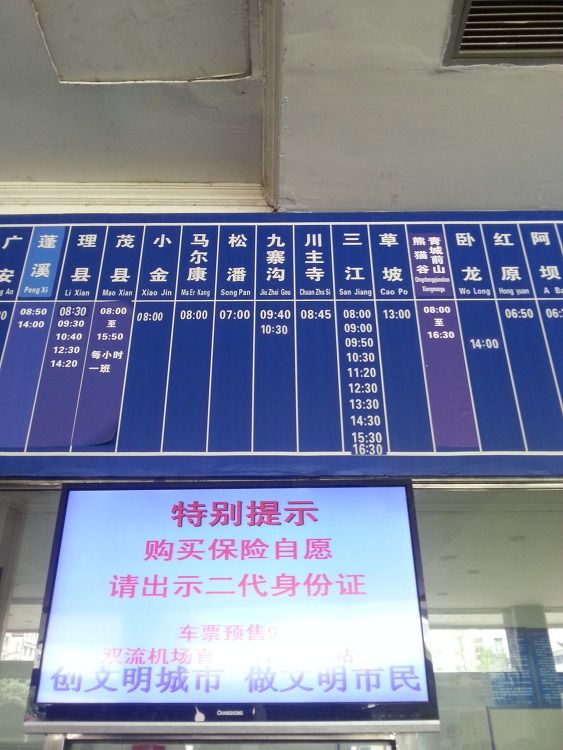 广安
ng An
蓬溪
Peng Xi
08:50
14:00
理县
Li Xian
08:30
09:30
10:40
12:30
14:20
茂县
Mao Xian
08:00
至
15:50
每小时
一班
小金
Xiao Jin
08:00
马尔康
Ma Er Kang
08:00
松潘
Song Pan
07:00
九寨沟
Jiu Zhai Gou
09:40
10:30
川主寺
Chuan Zhu Si
08:45
三江
San Jiang
08:00
09:00
09:50
10:30
11:20
12:30
13:30
14:30
15:30
16:30
草坡
Cao Po
13:00
青城前山
熊猫谷
08:00
至
16:30
卧龙
Wo Long
14:00
红原
Hong yuan
06:50
阿坝
A Ba
特别提示
购买保险自愿
请出示二代身份证
车票预售9
双流机场直
站
创文明城市 做文明市民
CHANGHONG